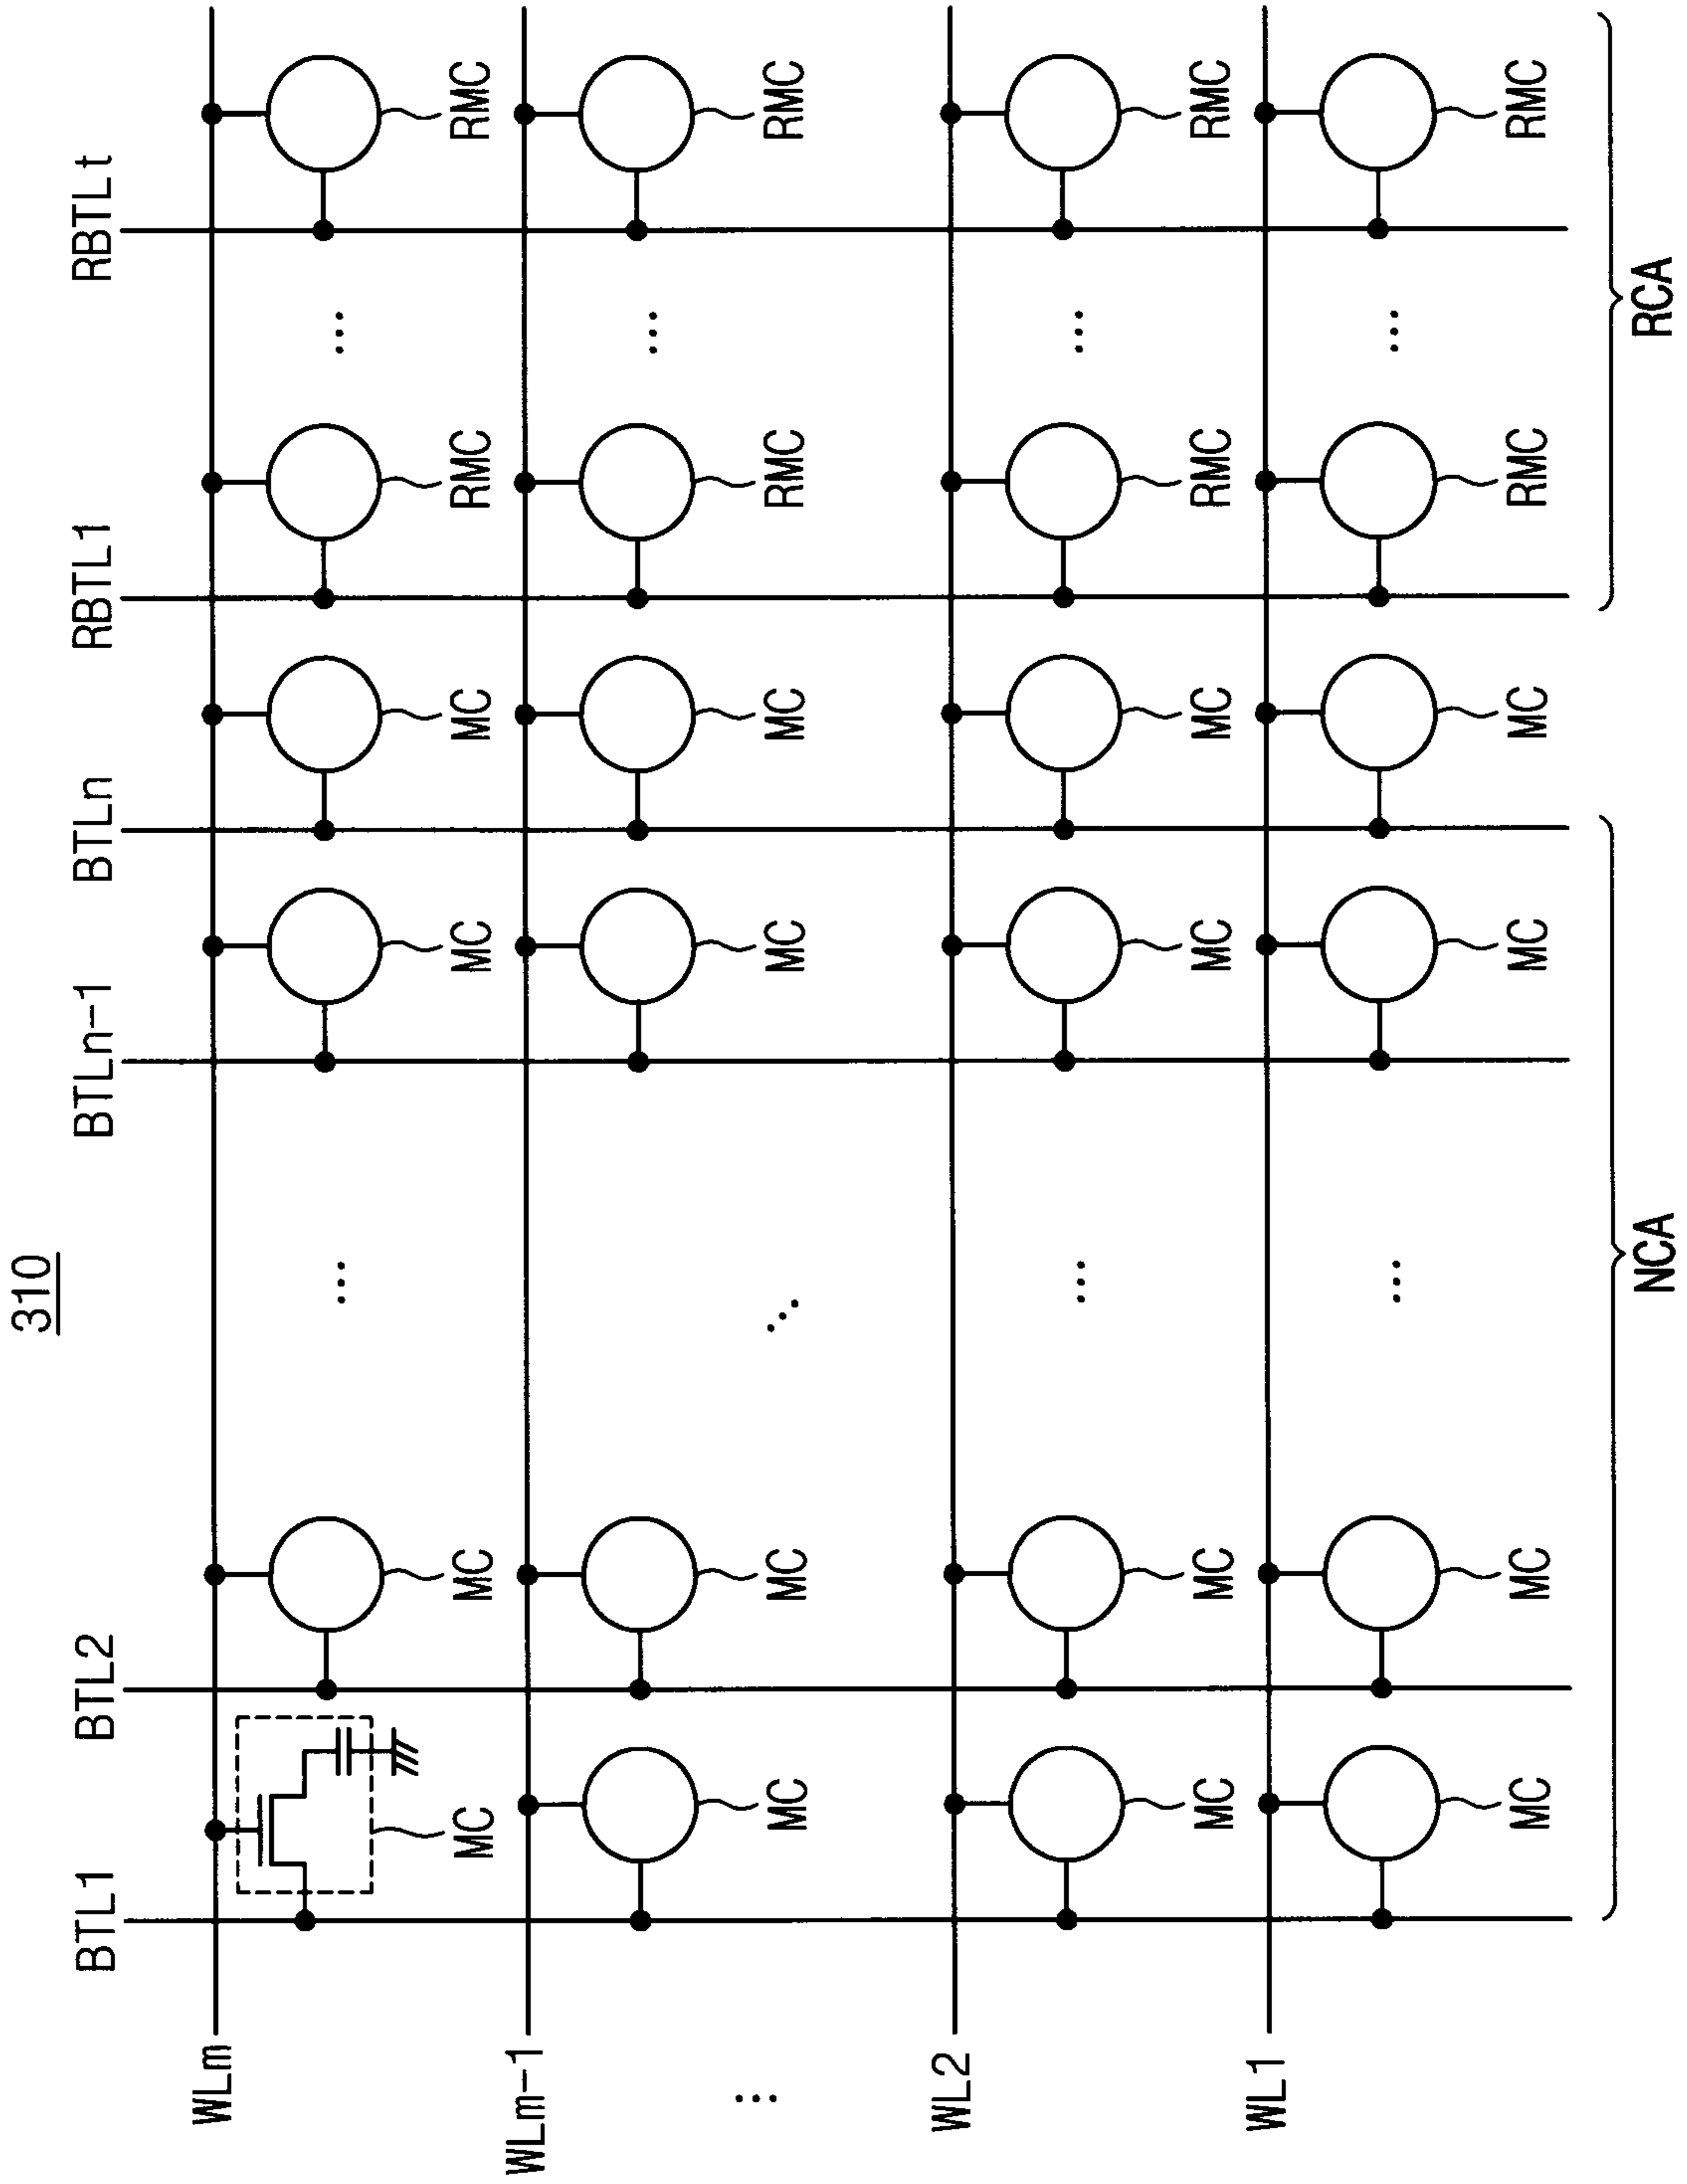 310
BTL1 BTL2 BTLn-1 BTLn RBTL1 RBTLt
WLm
MC MC ... MC MC RMC ... RMC
WLm-1
MC MC MC MC RMC ... RMC
WL2
MC MC ... MC MC RMC ... RMC
WL1
MC MC ... MC MC RMC ... RMC
NCA RCA